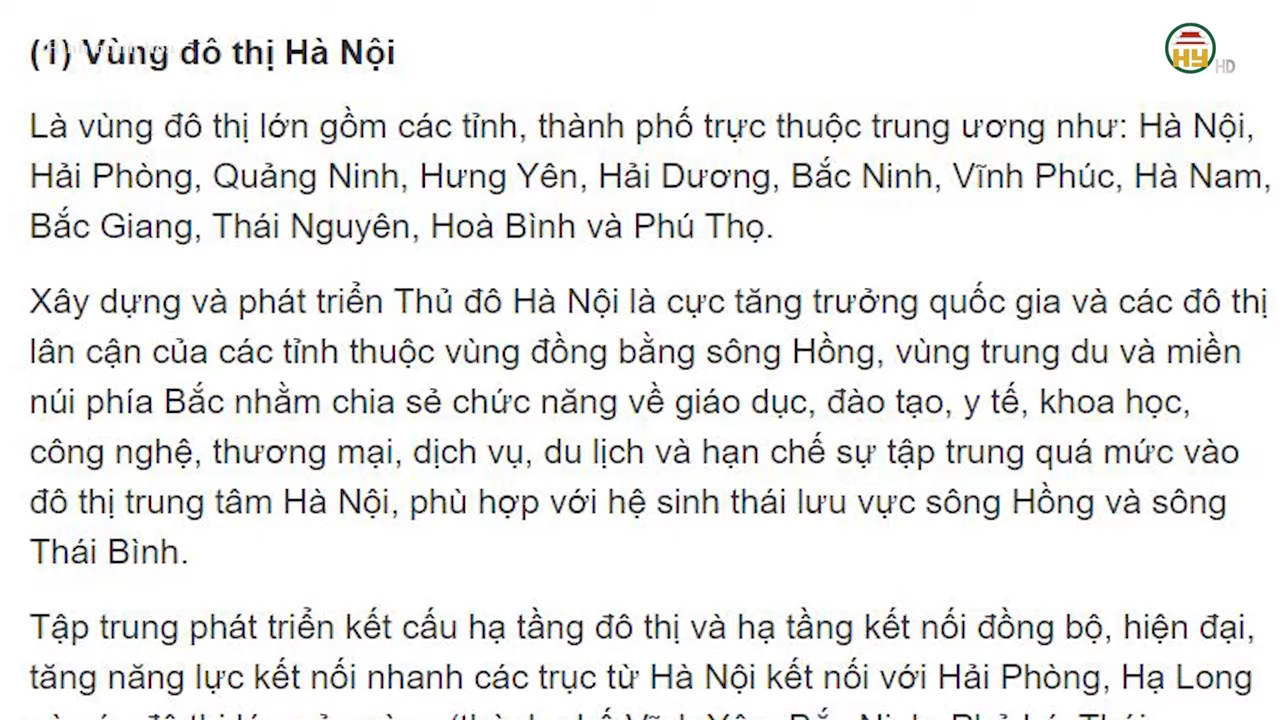 (1) Vùng đô thị Hà Nội
HY HD
Là vùng đô thị lớn gồm các tỉnh, thành phố trực thuộc trung ương như: Hà Nội,
Hải Phòng, Quảng Ninh, Hưng Yên, Hải Dương, Bắc Ninh, Vĩnh Phúc, Hà Nam,
Bắc Giang, Thái Nguyên, Hoà Bình và Phú Thọ.
Xây dựng và phát triển Thủ đô Hà Nội là cực tăng trưởng quốc gia và các đô thị
lân cận của các tỉnh thuộc vùng đồng bằng sông Hồng, vùng trung du và miền
núi phía Bắc nhằm chia sẻ chức năng về giáo dục, đào tạo, y tế, khoa học,
công nghệ, thương mại, dịch vụ, du lịch và hạn chế sự tập trung quá mức vào
đô thị trung tâm Hà Nội, phù hợp với hệ sinh thái lưu vực sông Hồng và sông
Thái Bình.
Tập trung phát triển kết cấu hạ tầng đô thị và hạ tầng kết nối đồng bộ, hiện đại,
tăng năng lực kết nối nhanh các trục từ Hà Nội kết nối với Hải Phòng, Hạ Long